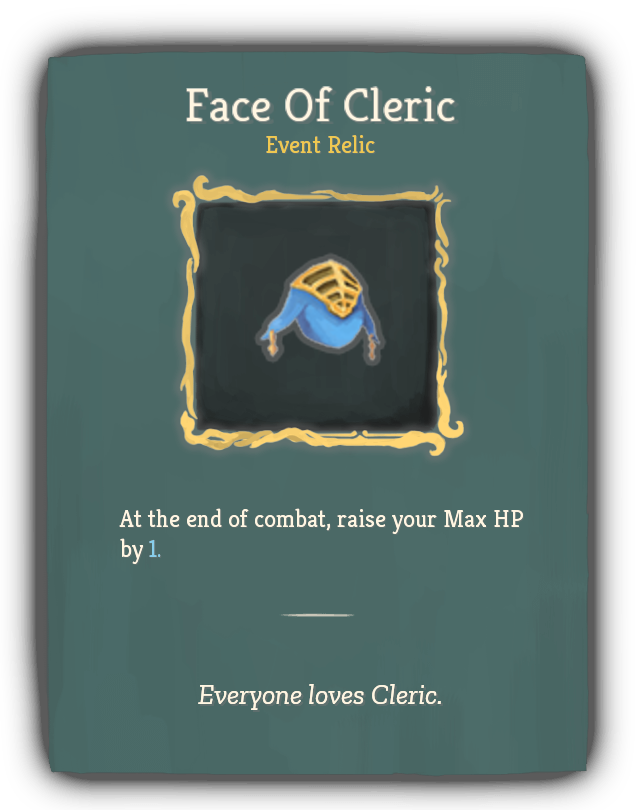 Face Of Cleric
Event Relic
At the end of combat, raise your Max HP
by 1.
Everyone loves Cleric.